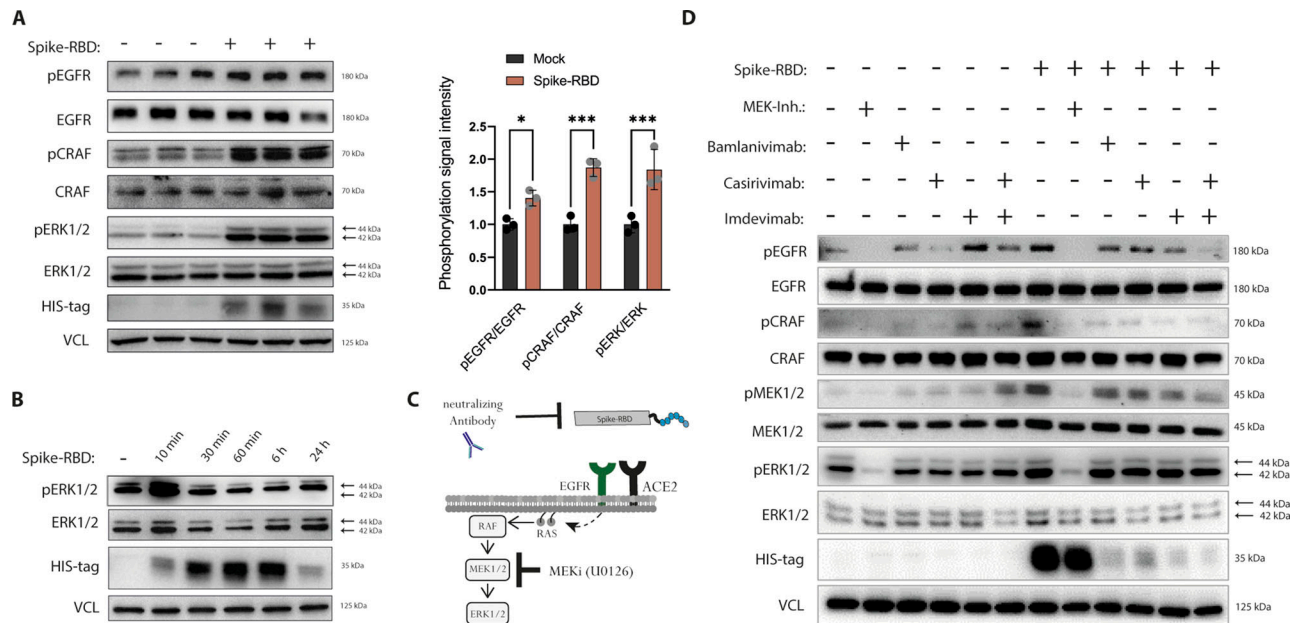 A
Spike-RBD: - - - + + +
pEGFR 180 kDa
EGFR 180 kDa
pCRAF 70 kDa
CRAF 70 kDa
pERK1/2 ← 44 kDa
← 42 kDa
ERK1/2 ← 44 kDa
← 42 kDa
HIS-tag 35 kDa
VCL 125 kDa
Mock
Spike-RBD
Phosphorylation signal intensity
2.5
2.0
1.5
1.0
0.5
0.0
* *** ***
pEGFR/EGFR
pCRAF/CRAF
pERK/ERK
B
Spike-RBD: - 10 min 30 min 60 min 6 h 24 h
pERK1/2 ← 44 kDa
← 42 kDa
ERK1/2 ← 44 kDa
← 42 kDa
HIS-tag 35 kDa
VCL 125 kDa
C
neutralizing
Antibody
Spike-RBD
EGFR
ACE2
RAF
RAS
MEK1/2
MEKi (U0126)
ERK1/2
D
Spike-RBD: - - - - - - + + + + + +
MEK-Inh.: - + - - - - - + - - - -
Bamlanivimab: - - + - - - - - + - - -
Casirivimab: - - - + - + - - - + - +
Imdevimab: - - - - + + - - - - + +
pEGFR 180 kDa
EGFR 180 kDa
pCRAF 70 kDa
CRAF 70 kDa
pMEK1/2 45 kDa
MEK1/2 45 kDa
pERK1/2 ← 44 kDa
← 42 kDa
ERK1/2 ← 44 kDa
← 42 kDa
HIS-tag 35 kDa
VCL 125 kDa